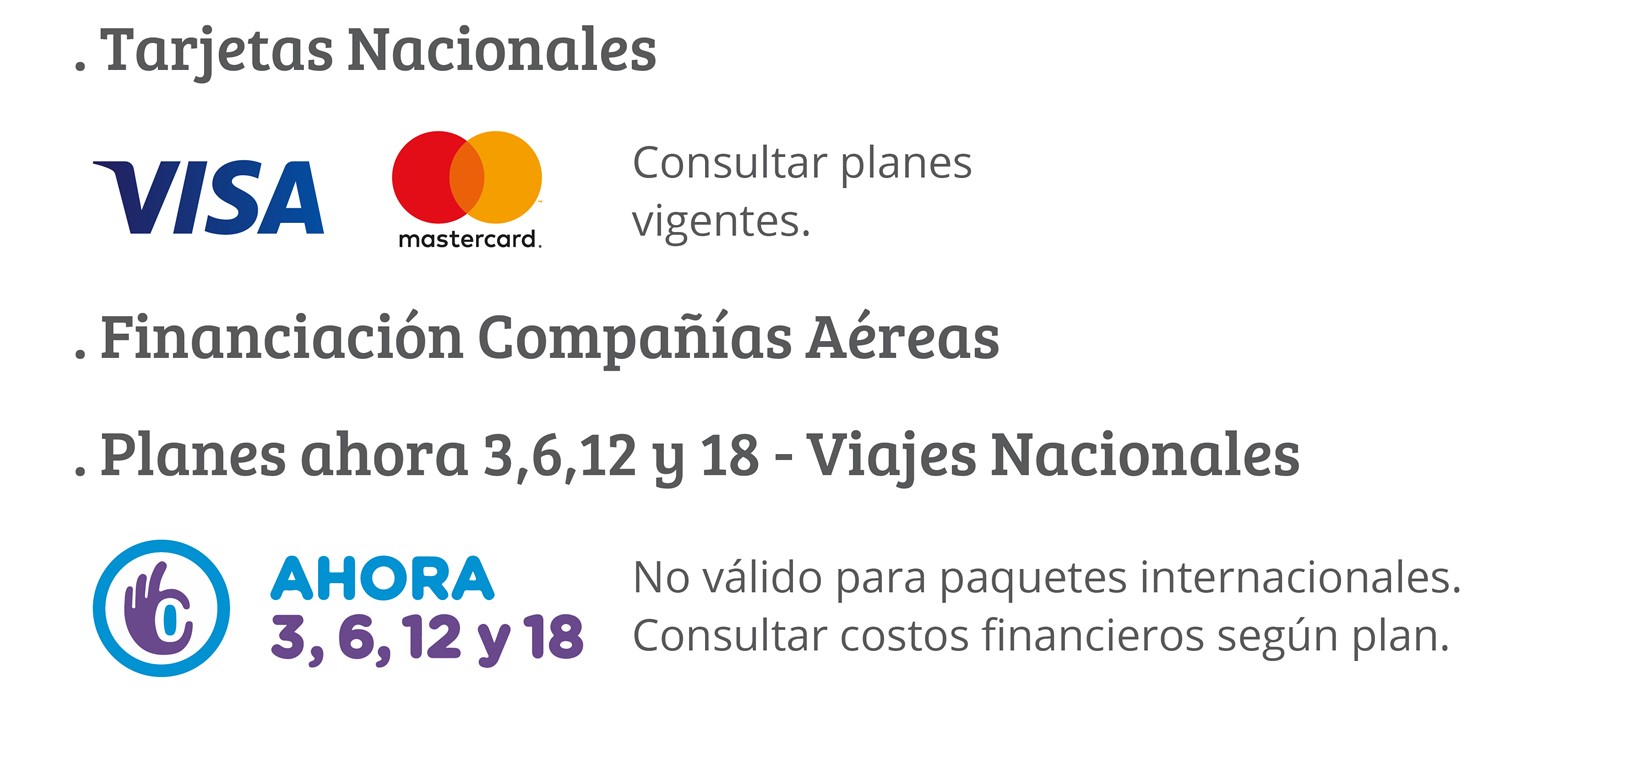 . Tarjetas Nacionales
VISA
mastercard.
Consultar planes
vigentes.
. Financiación Compañías Aéreas
. Planes ahora 3,6,12 y 18 - Viajes Nacionales
AHORA
3, 6, 12 y 18
No válido para paquetes internacionales.
Consultar costos financieros según plan.